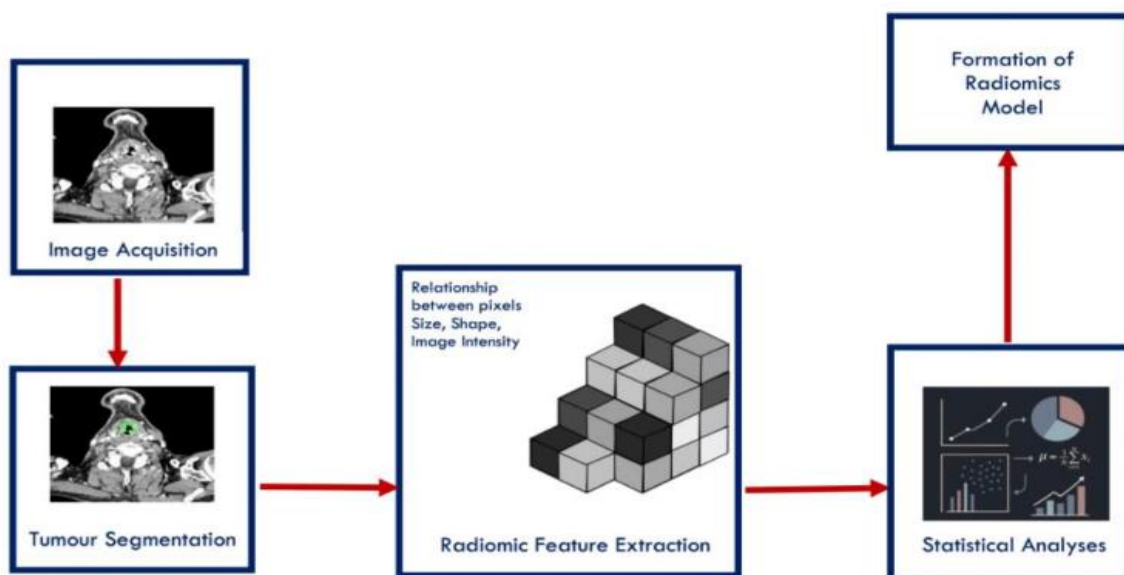 Image Acquisition
Tumour Segmentation
Relationship
between pixels
Size, Shape,
Image Intensity
Radiomic Feature Extraction
Statistical Analyses
Formation of
Radiomics
Model